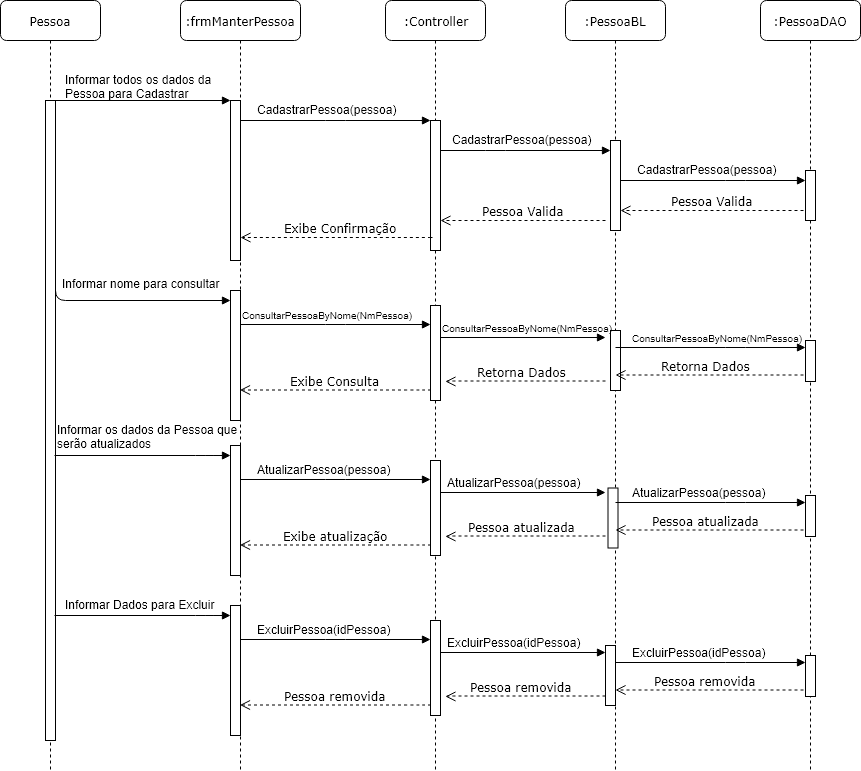 Pessoa
:frmManterPessoa
:Controller
:PessoaBL
:PessoaDAO
Informar todos os dados da
Pessoa para Cadastrar
CadastrarPessoa(pessoa)
CadastrarPessoa(pessoa)
CadastrarPessoa(pessoa)
Pessoa Valida
Pessoa Valida
Exibe Confirmação
Informar nome para consultar
ConsultarPessoaByNome(NmPessoa)
ConsultarPessoaByNome(NmPessoa)
ConsultarPessoaByNome(NmPessoa)
Retorna Dados
Retorna Dados
Exibe Consulta
Informar os dados da Pessoa que
serão atualizados
AtualizarPessoa(pessoa)
AtualizarPessoa(pessoa)
AtualizarPessoa(pessoa)
Pessoa atualizada
Pessoa atualizada
Exibe atualização
Informar Dados para Excluir
ExcluirPessoa(idPessoa)
ExcluirPessoa(idPessoa)
ExcluirPessoa(idPessoa)
Pessoa removida
Pessoa removida
Pessoa removida